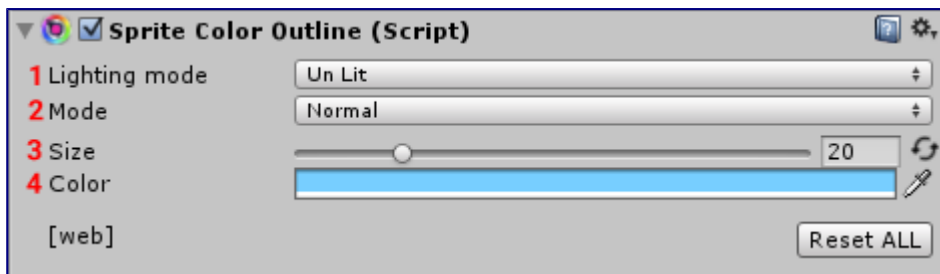 Sprite Color Outline (Script)
1 Lighting mode Un Lit
2 Mode Normal
3 Size 20
4 Color
[web] Reset ALL